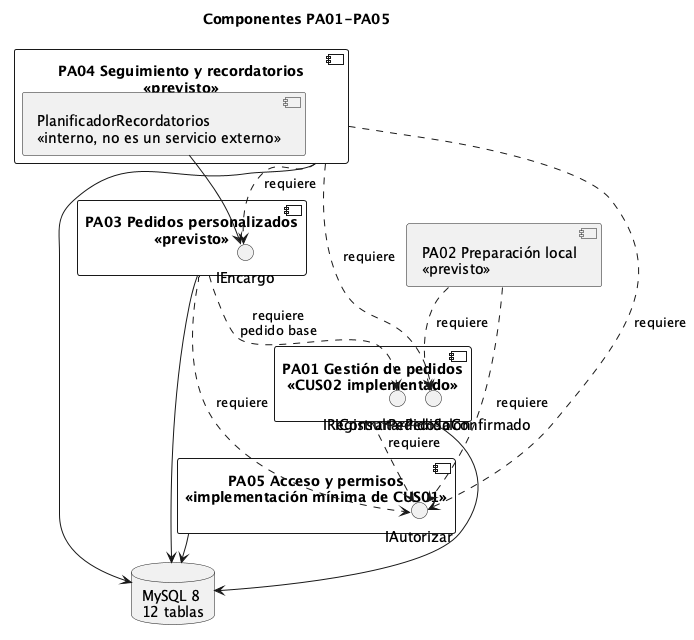 Componentes PA01-PA05
PA04 Seguimiento y recordatorios
«previsto»
PlanificadorRecordatorios
«interno, no es un servicio externo»
requiere
PA03 Pedidos personalizados
«previsto»
IEncargo
requiere
PA02 Preparación local
«previsto»
requiere
pedido base
requiere
requiere
PA01 Gestión de pedidos
«CUS02 implementado»
requiere
requiere
requiere
PA05 Acceso y permisos
«implementación mínima de CUS01»
IAutorizar
MySQL 8
12 tablas